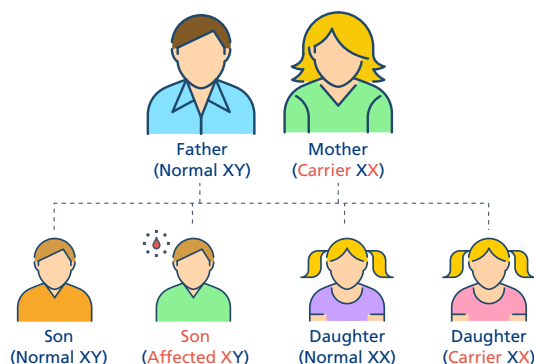 Father
(Normal XY)
Mother
(Carrier XX)
Son
(Normal XY)
Son
(Affected XY)
Daughter
(Normal XX)
Daughter
(Carrier XX)